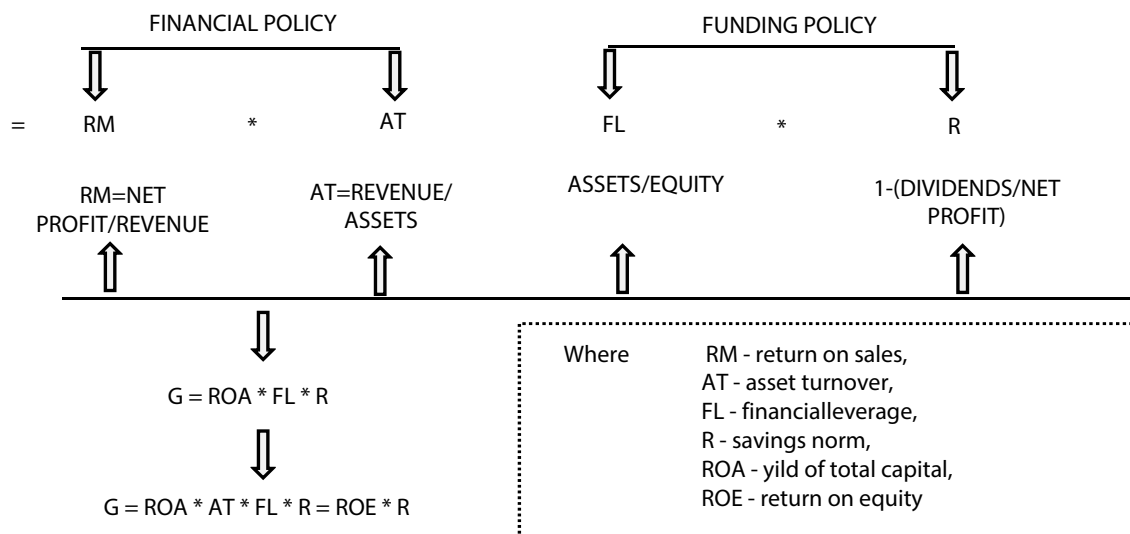 FINANCIAL POLICY
FUNDING POLICY
= RM * AT FL * R
RM=NET
PROFIT/REVENUE
AT=REVENUE/
ASSETS
ASSETS/EQUITY
1-(DIVIDENDS/NET
PROFIT)
G = ROA * FL * R
G = ROA * AT * FL * R = ROE * R
Where RM - return on sales,
AT - asset turnover,
FL - financialleverage,
R - savings norm,
ROA - yild of total capital,
ROE - return on equity